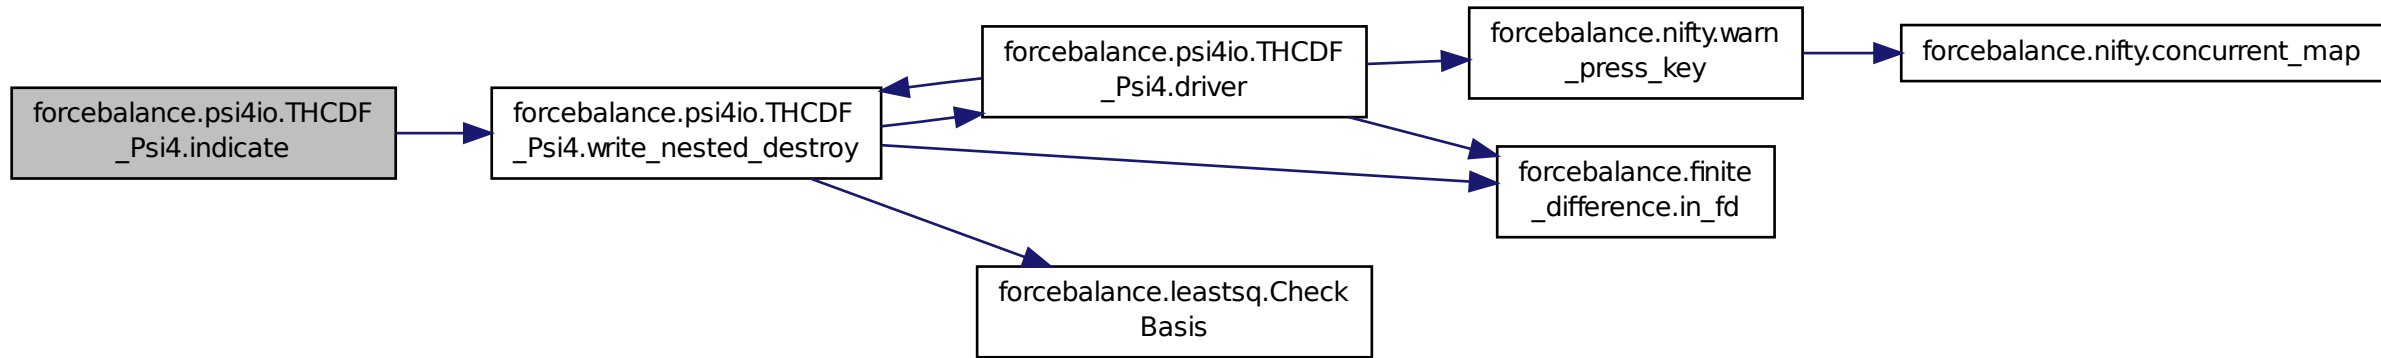 forcebalance.psi4io.THCDF
_Psi4.indicate
forcebalance.psi4io.THCDF
_Psi4.write_nested_destroy
forcebalance.psi4io.THCDF
_Psi4.driver
forcebalance.nifty.warn
_press_key
forcebalance.nifty.concurrent_map
forcebalance.finite
_difference.in_fd
forcebalance.leastsq.Check
Basis